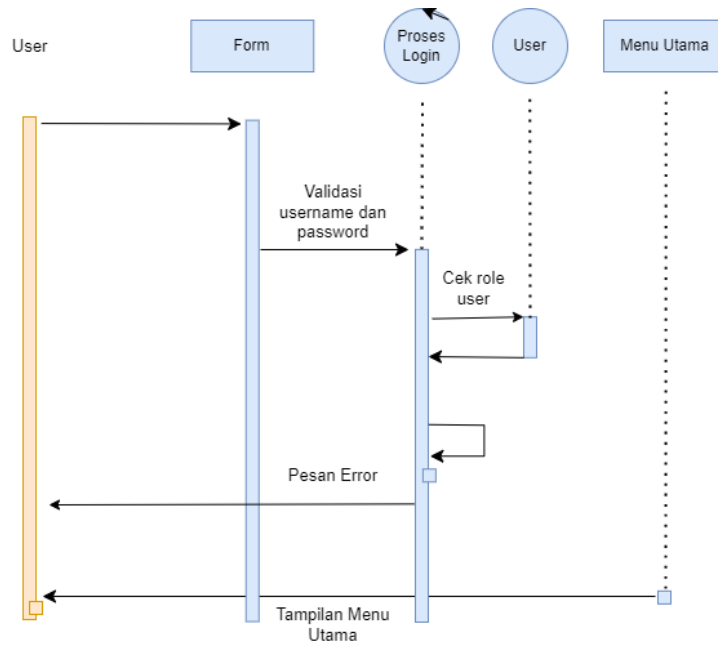 User
Form
Proses
Login
User
Menu Utama
Validasi
username dan
password
Cek role
user
Pesan Error
Tampilan Menu
Utama